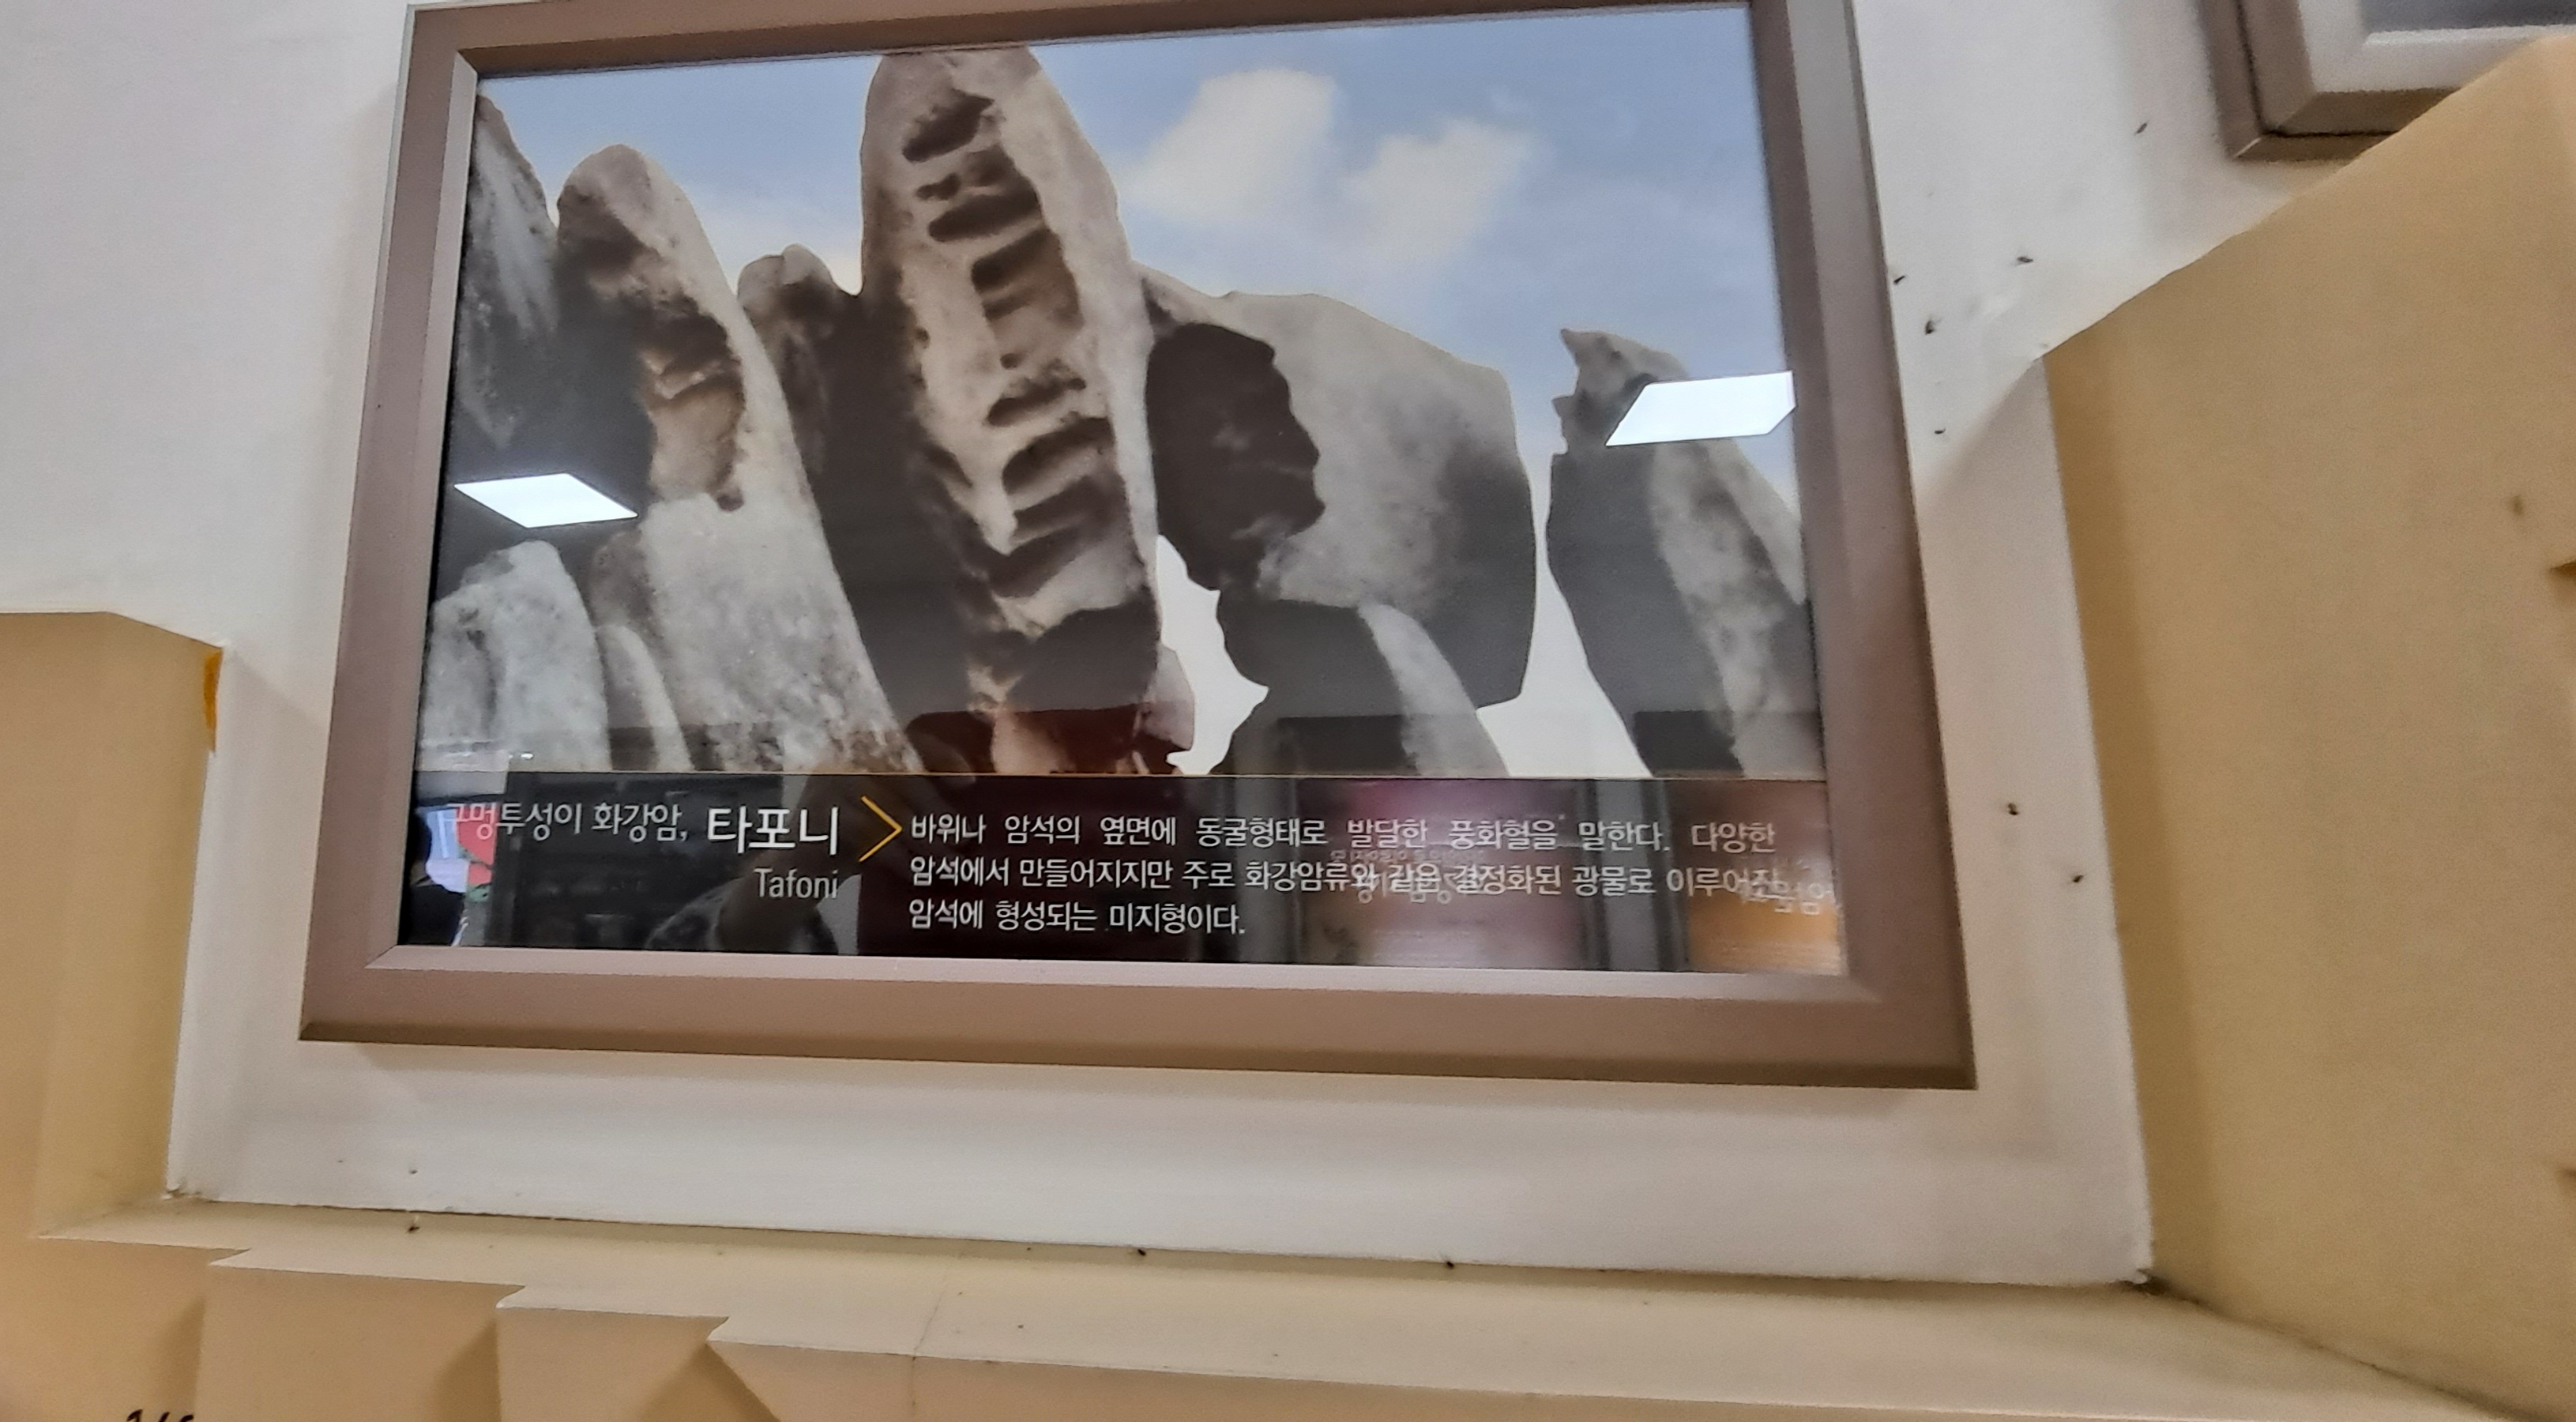 구멍투성이 화강암, 타포니
Tafoni
바위나 암석의 옆면에 동굴형태로 발달한 풍화혈을 말한다. 다양한
암석에서 만들어지지만 주로 화강암류와 같은 결정화된 광물로 이루어진
암석에 형성되는 미지형이다.